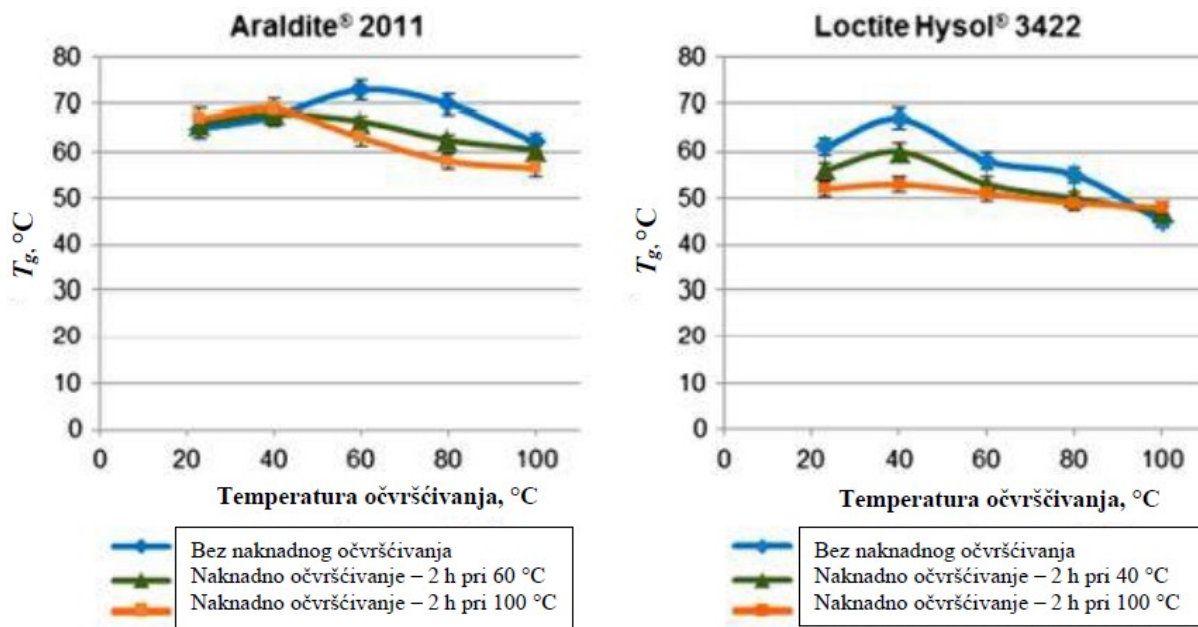 Araldite® 2011
80
70
60
50
40
30
20
10
0
Tg, °C
0 20 40 60 80 100
Temperatura očvršćivanja, °C
Bez naknadnog očvršćivanja
Naknadno očvršćivanje – 2 h pri 60 °C
Naknadno očvršćivanje – 2 h pri 100 °C
Loctite Hysol® 3422
80
70
60
50
40
30
20
10
0
Tg, °C
0 20 40 60 80 100
Temperatura očvrščivanja, °C
Bez naknadnog očvršćivanja
Naknadno očvršćivanje – 2 h pri 40 °C
Naknadno očvršćivanje – 2 h pri 100 °C